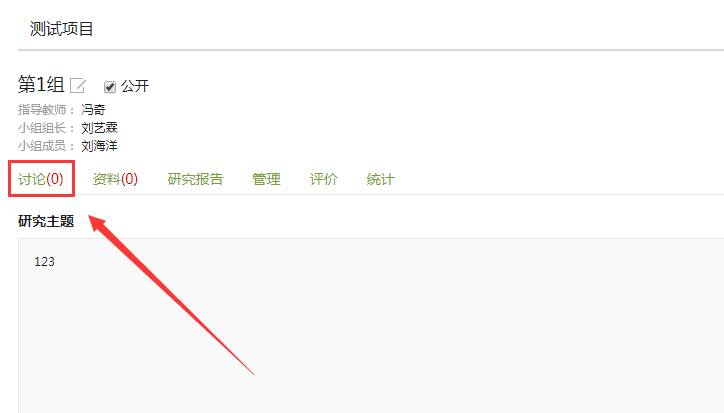 测试项目
第1组 公开
指导教师： 冯奇
小组组长： 刘艺霖
小组成员： 刘海洋
讨论(0) 资料(0) 研究报告 管理 评价 统计
研究主题
123